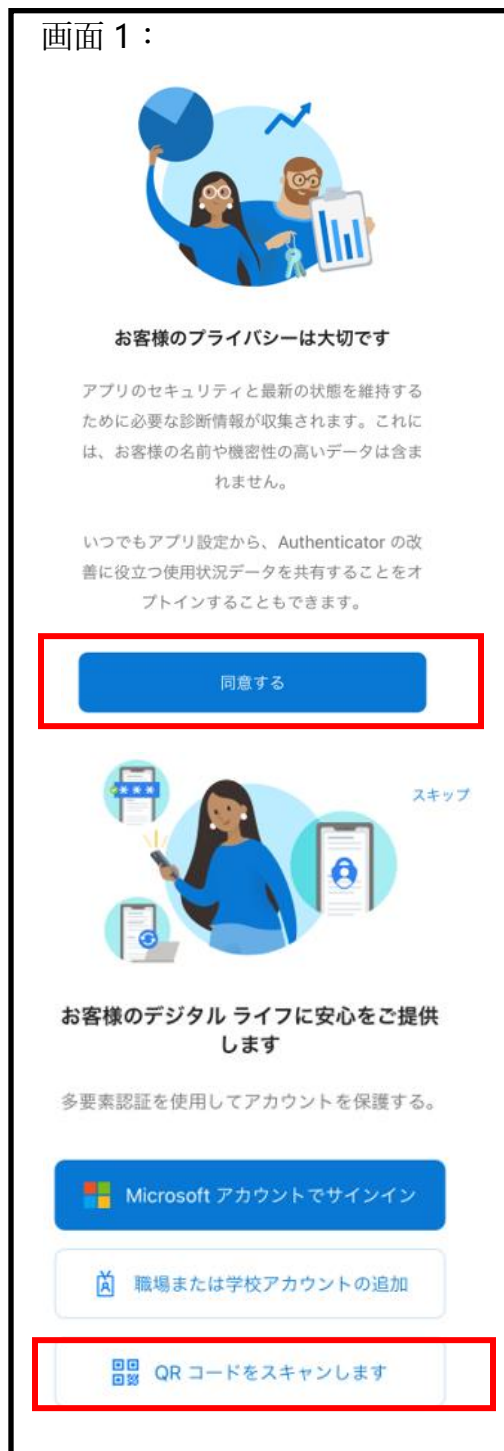 画面 1：
お客様のプライバシーは大切です
アプリのセキュリティと最新の状態を維持する
ために必要な診断情報が収集されます。これに
は、お客様の名前や機密性の高いデータは含ま
れません。
いつでもアプリ設定から、Authenticator の改
善に役立つ使用状況データを共有することをオ
プトインすることもできます。
同意する
スキップ
***
お客様のデジタル ライフに安心をご提供
します
多要素認証を使用してアカウントを保護する。
Microsoft アカウントでサインイン
職場または学校アカウントの追加
QR コードをスキャンします